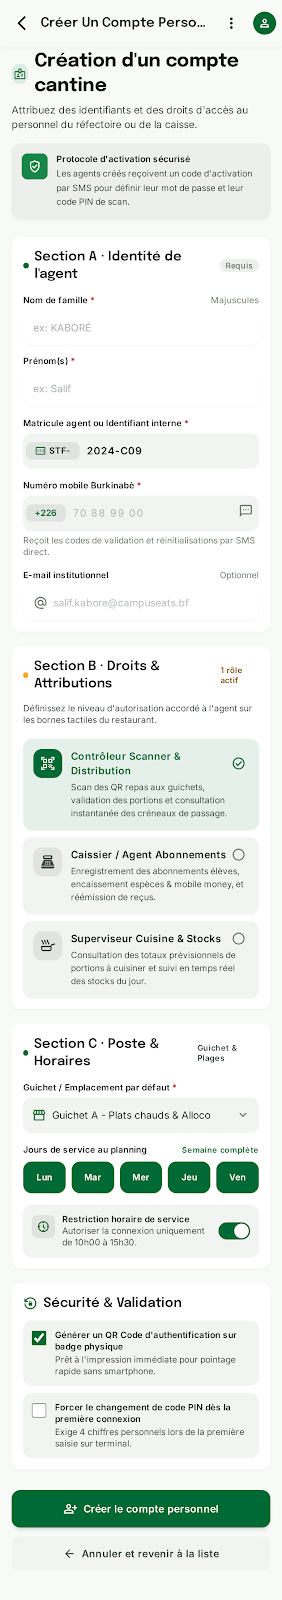 Créer Un Compte Perso...
Création d'un compte
cantine
Attribuez des identifiants et des droits d'accès au
personnel du réfectoire ou de la caisse.
Protocole d'activation sécurisé
Les agents créés reçoivent un code d'activation
par SMS pour définir leur mot de passe et leur
code PIN de scan.
Section A · Identité de
l'agent
Requis
Nom de famille *
Majuscules
ex: KABORÉ
Prénom(s) *
ex: Salif
Matricule agent ou Identifiant interne *
STF-
2024-C09
Numéro mobile Burkinabè *
+226
70 88 99 00
Reçoit les codes de validation et réinitialisations par SMS
direct.
E-mail institutionnel
Optionnel
salif.kabore@campuseats.bf
Section B · Droits &
Attributions
1 rôle
actif
Définissez le niveau d'autorisation accordé à l'agent sur
les bornes tactiles du restaurant.
Contrôleur Scanner &
Distribution
Scan des QR repas aux guichets,
validation des portions et consultation
instantanée des créneaux de passage.
Caissier / Agent Abonnements
Enregistrement des abonnements élèves,
encaissement espèces & mobile money, et
réémission de reçus.
Superviseur Cuisine & Stocks
Consultation des totaux prévisionnels de
portions à cuisiner et suivi en temps réel
des stocks du jour.
Section C · Poste &
Horaires
Guichet &
Plages
Guichet / Emplacement par défaut *
Guichet A - Plats chauds & Alloco
Jours de service au planning
Semaine complète
Lun
Mar
Mer
Jeu
Ven
Restriction horaire de service
Autoriser la connexion uniquement
de 10h00 à 15h30.
Sécurité & Validation
Générer un QR Code d'authentification sur
badge physique
Prêt à l'impression immédiate pour pointage
rapide sans smartphone.
Forcer le changement de code PIN dès la
première connexion
Exige 4 chiffres personnels lors de la première
saisie sur terminal.
Créer le compte personnel
Annuler et revenir à la liste